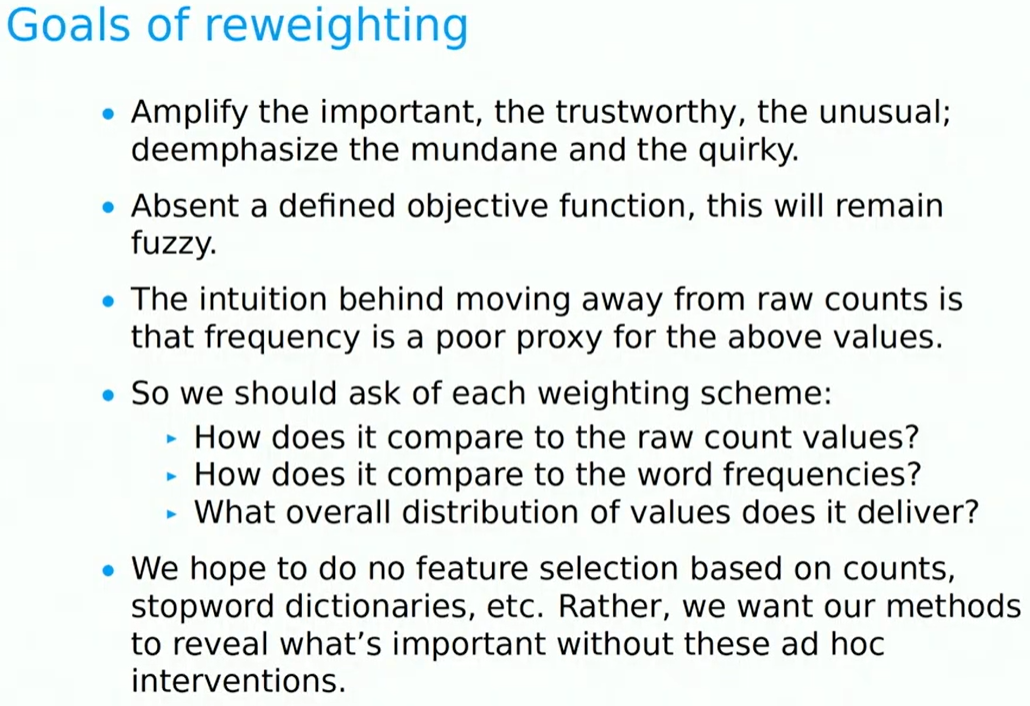 Goals of reweighting
• Amplify the important, the trustworthy, the unusual;
deemphasize the mundane and the quirky.
• Absent a defined objective function, this will remain
fuzzy.
• The intuition behind moving away from raw counts is
that frequency is a poor proxy for the above values.
• So we should ask of each weighting scheme:
▸ How does it compare to the raw count values?
▸ How does it compare to the word frequencies?
▸ What overall distribution of values does it deliver?
• We hope to do no feature selection based on counts,
stopword dictionaries, etc. Rather, we want our methods
to reveal what's important without these ad hoc
interventions.